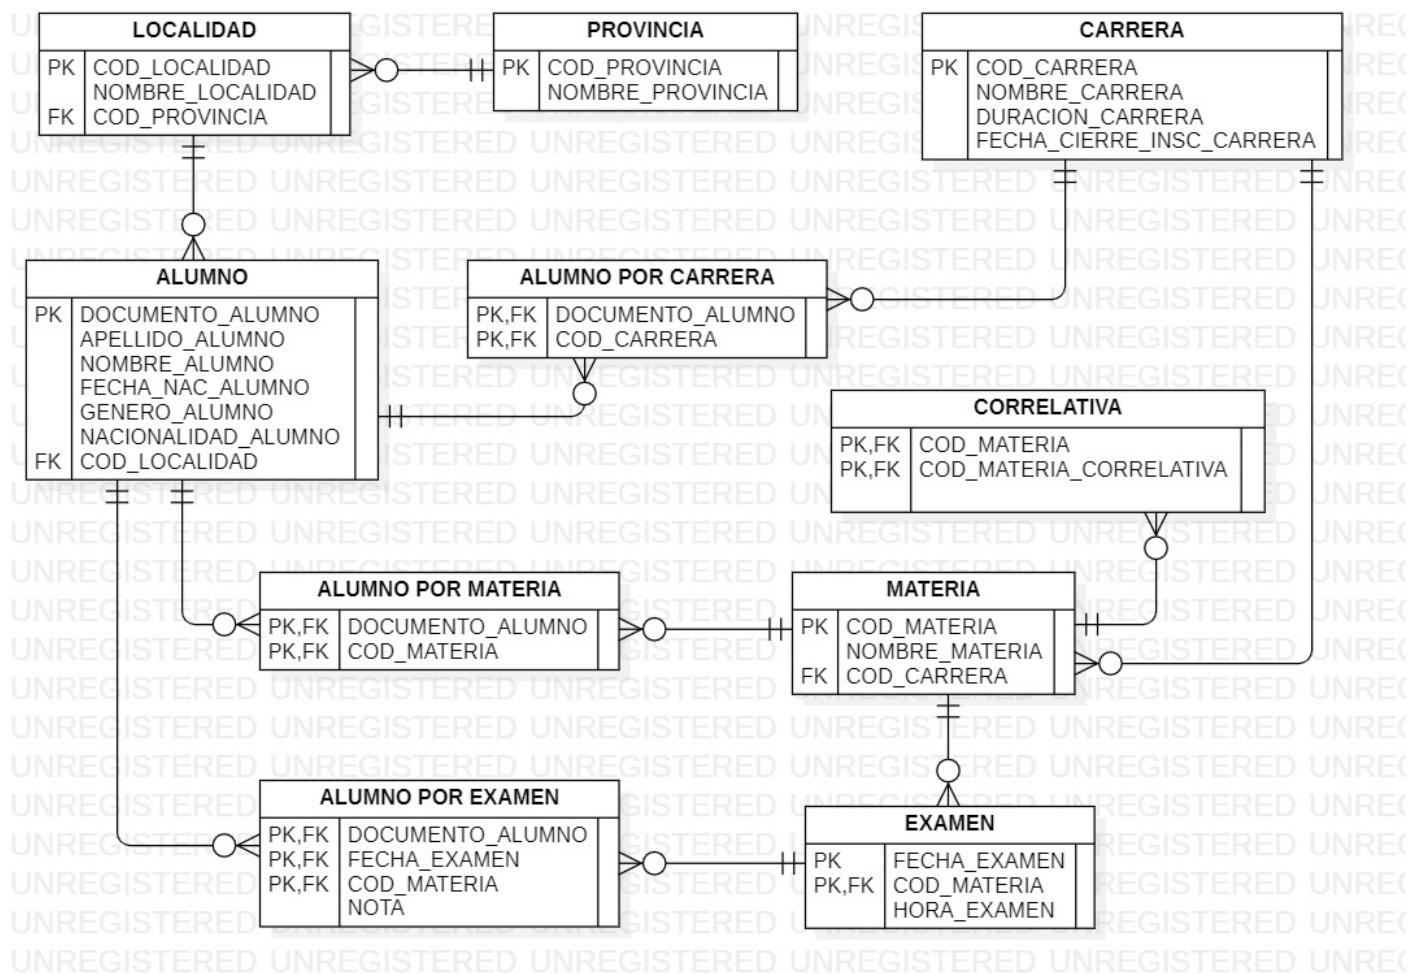 LOCALIDAD
PK COD_LOCALIDAD
NOMBRE_LOCALIDAD
FK COD_PROVINCIA
PROVINCIA
PK COD_PROVINCIA
NOMBRE_PROVINCIA
CARRERA
PK COD_CARRERA
NOMBRE_CARRERA
DURACION_CARRERA
FECHA_CIERRE_INSC_CARRERA
ALUMNO
PK DOCUMENTO_ALUMNO
APELLIDO_ALUMNO
NOMBRE_ALUMNO
FECHA_NAC_ALUMNO
GENERO_ALUMNO
NACIONALIDAD_ALUMNO
FK COD_LOCALIDAD
ALUMNO POR CARRERA
PK,FK DOCUMENTO_ALUMNO
PK,FK COD_CARRERA
CORRELATIVA
PK,FK COD_MATERIA
PK,FK COD_MATERIA_CORRELATIVA
ALUMNO POR MATERIA
PK,FK DOCUMENTO_ALUMNO
PK,FK COD_MATERIA
MATERIA
PK COD_MATERIA
NOMBRE_MATERIA
FK COD_CARRERA
ALUMNO POR EXAMEN
PK,FK DOCUMENTO_ALUMNO
PK,FK FECHA_EXAMEN
PK,FK COD_MATERIA
NOTA
EXAMEN
PK FECHA_EXAMEN
PK,FK COD_MATERIA
HORA_EXAMEN
UNREGISTERED